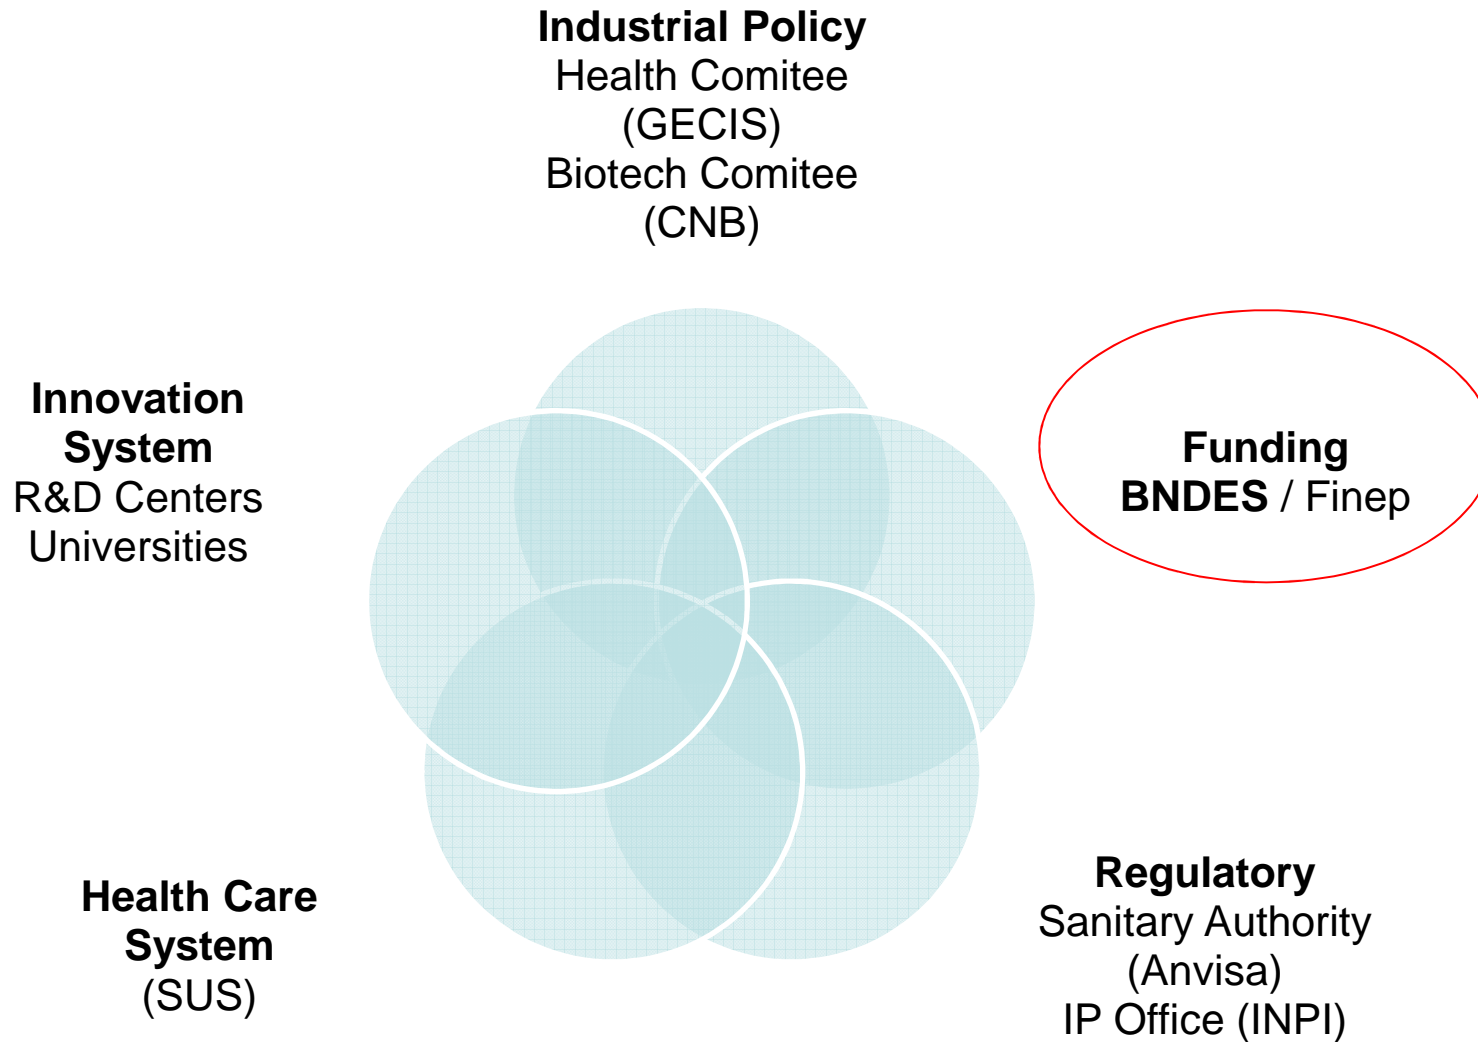 Industrial Policy
Health Comitee
(GECIS)
Biotech Comitee
(CNB)
Innovation
System
R&D Centers
Universities
Funding
BNDES / Finep
Health Care
System
(SUS)
Regulatory
Sanitary Authority
(Anvisa)
IP Office (INPI)